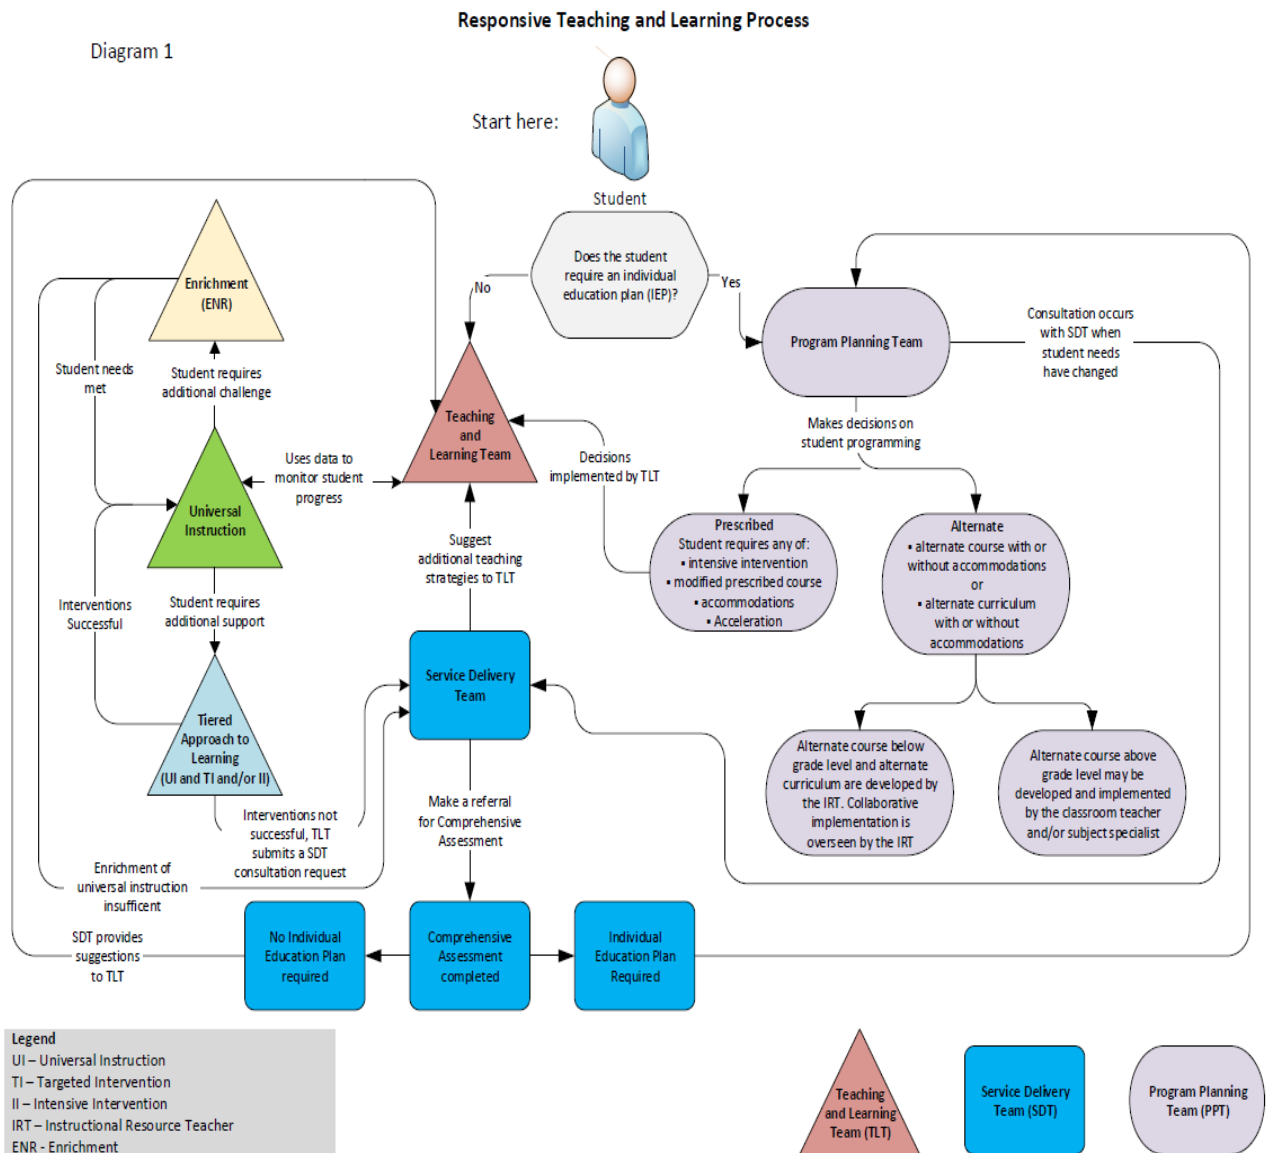 Responsive Teaching and Learning Process
Diagram 1
Start here:
Student
Does the student
require an individual
education plan (IEP)?
No
Yes
Enrichment
(ENR)
Program Planning Team
Consultation occurs
with SDT when
student needs
have changed
Student needs
met
Student requires
additional challenge
Teaching
and
Learning Team
Makes decisions on
student programming
Uses data to
monitor student
progress
Decisions
implemented by TLT
Universal
Instruction
Suggest
additional teaching
strategies to TLT
Prescribed
Student requires any of:
▪ intensive intervention
▪ modified prescribed course
▪ accommodations
▪ Acceleration
Alternate
▪ alternate course with or
without accommodations
or
▪ alternate curriculum
with or without
accommodations
Interventions
Successful
Student requires
additional support
Service Delivery
Team
Tiered
Approach to
Learning
(UI and TI and/or II)
Alternate course below
grade level and alternate
curriculum are developed by
the IRT. Collaborative
implementation is
overseen by the IRT
Alternate course above
grade level may be
developed and implemented
by the classroom teacher
and/or subject specialist
Interventions not
successful, TLT
submits a SDT
consultation request
Make a referral
for Comprehensive
Assessment
Enrichment of
universal instruction
insufficent
SDT provides
suggestions
to TLT
No Individual
Education Plan
required
Comprehensive
Assessment
completed
Individual
Education Plan
Required
Legend
UI – Universal Instruction
TI – Targeted Intervention
II – Intensive Intervention
IRT – Instructional Resource Teacher
ENR - Enrichment
Teaching
and Learning
Team (TLT)
Service Delivery
Team (SDT)
Program Planning
Team (PPT)